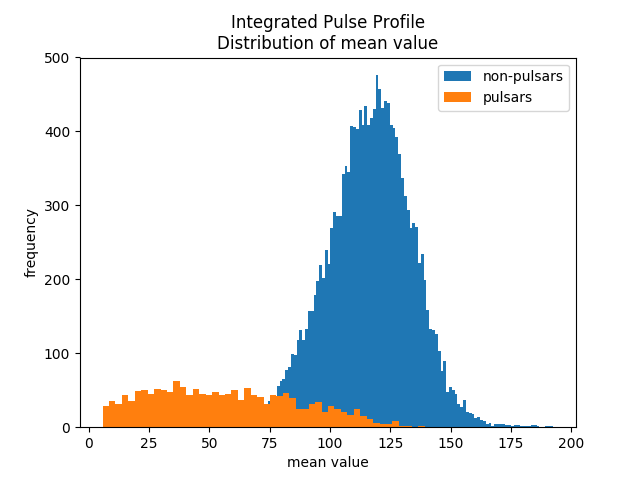 Integrated Pulse Profile
Distribution of mean value
500
400
300
200
100
0
frequency
non-pulsars
pulsars
0 25 50 75 100 125 150 175 200
mean value